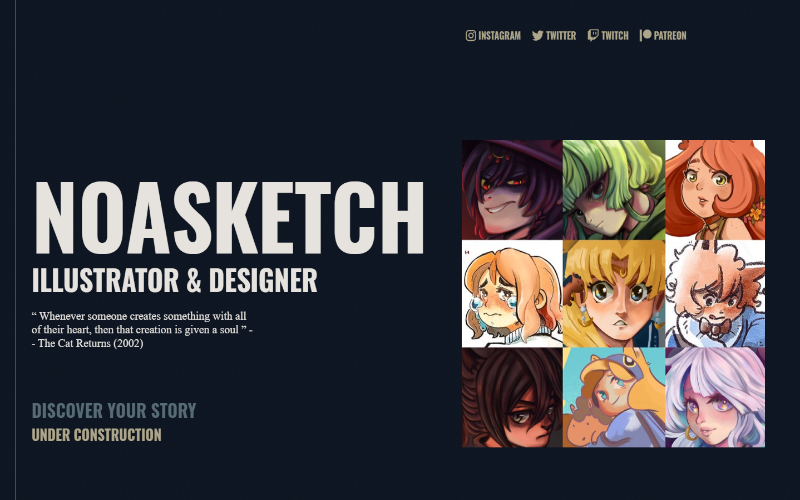 INSTAGRAM TWITTER TWITCH PATREON
NOASKETCH
ILLUSTRATOR & DESIGNER
“ Whenever someone creates something with all
of their heart, then that creation is given a soul ” -
- The Cat Returns (2002)
DISCOVER YOUR STORY
UNDER CONSTRUCTION